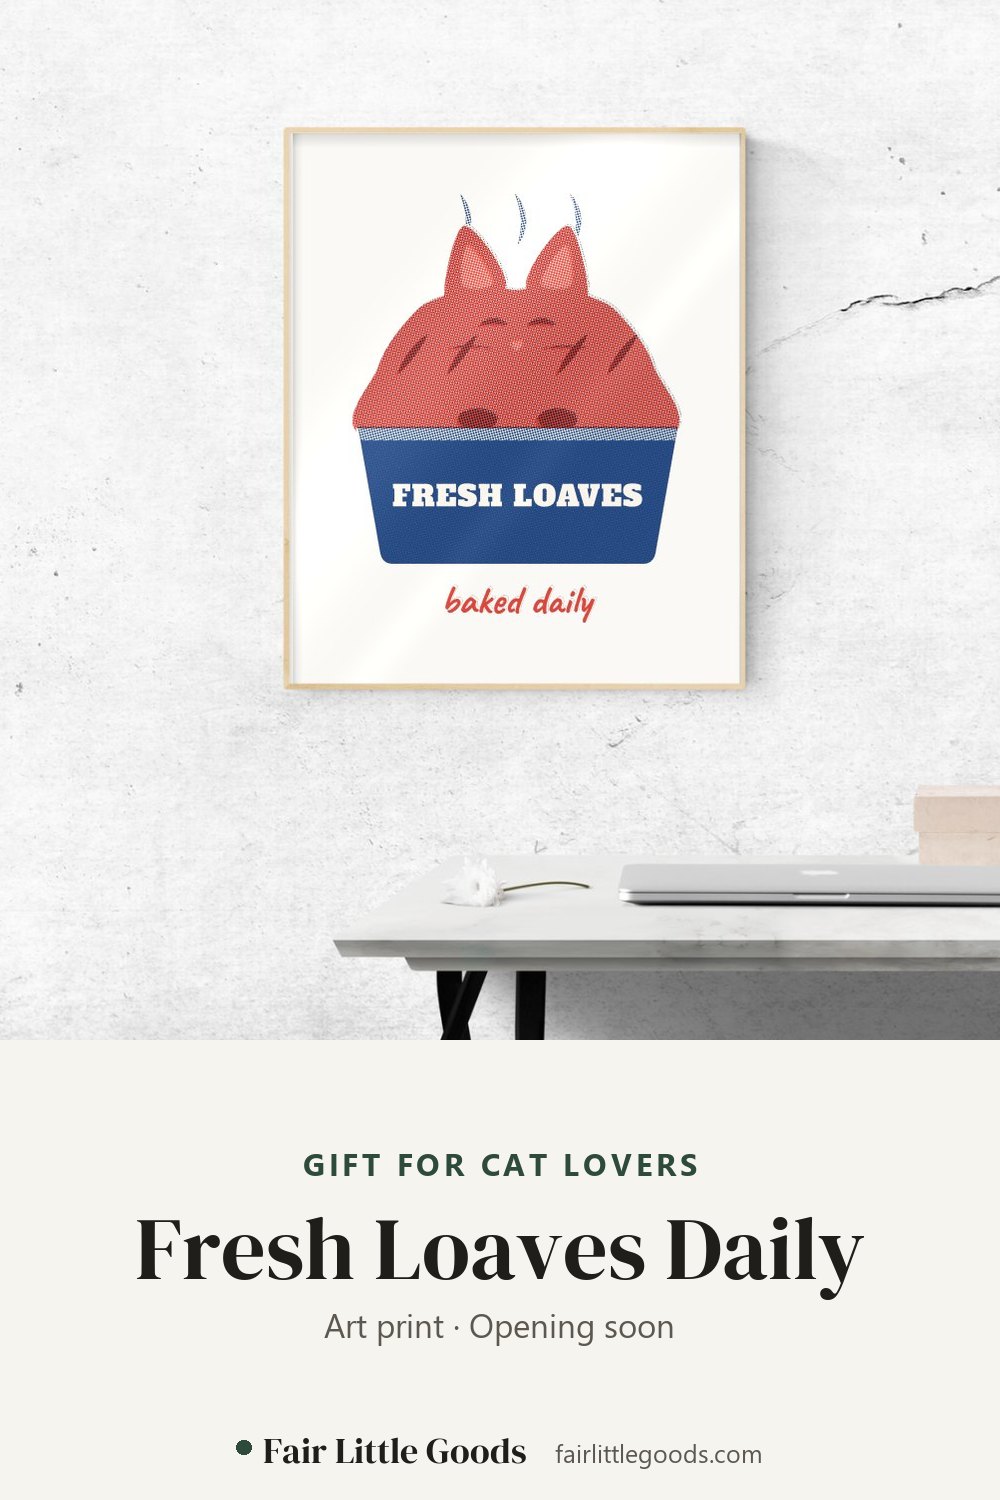 FRESH LOAVES
baked daily
GIFT FOR CAT LOVERS
Fresh Loaves Daily
Art print · Opening soon
Fair Little Goods fairlittlegoods.com